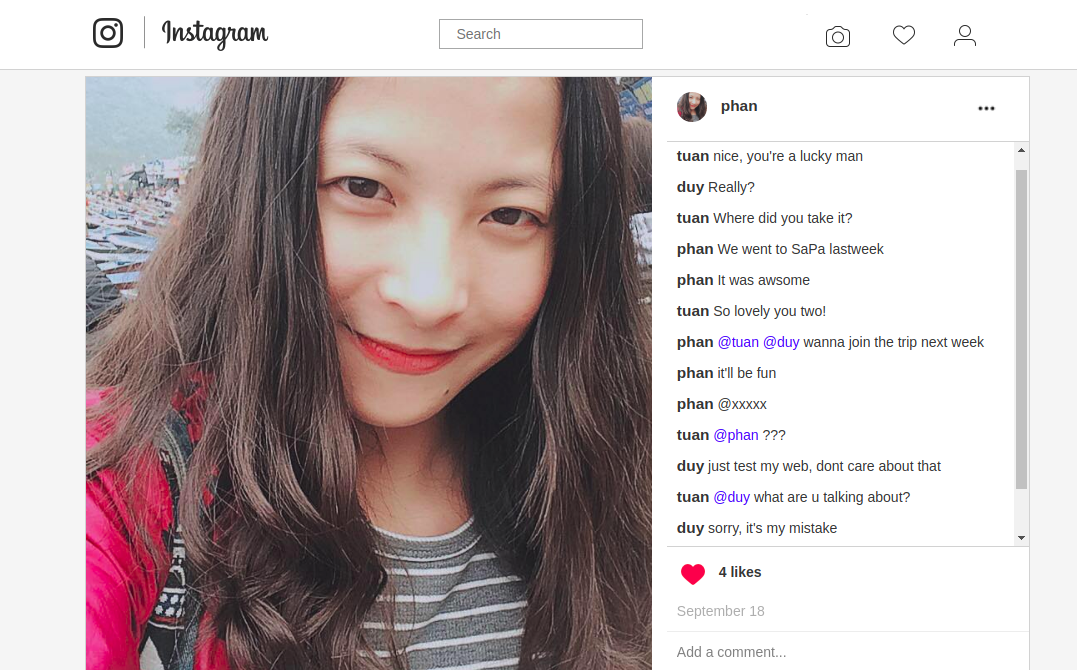 Instagram
Search
phan
tuan nice, you're a lucky man
duy Really?
tuan Where did you take it?
phan We went to SaPa lastweek
phan It was awsome
tuan So lovely you two!
phan @tuan @duy wanna join the trip next week
phan it'll be fun
phan @xxxxx
tuan @phan ???
duy just test my web, dont care about that
tuan @duy what are u talking about?
duy sorry, it's my mistake
4 likes
September 18
Add a comment...